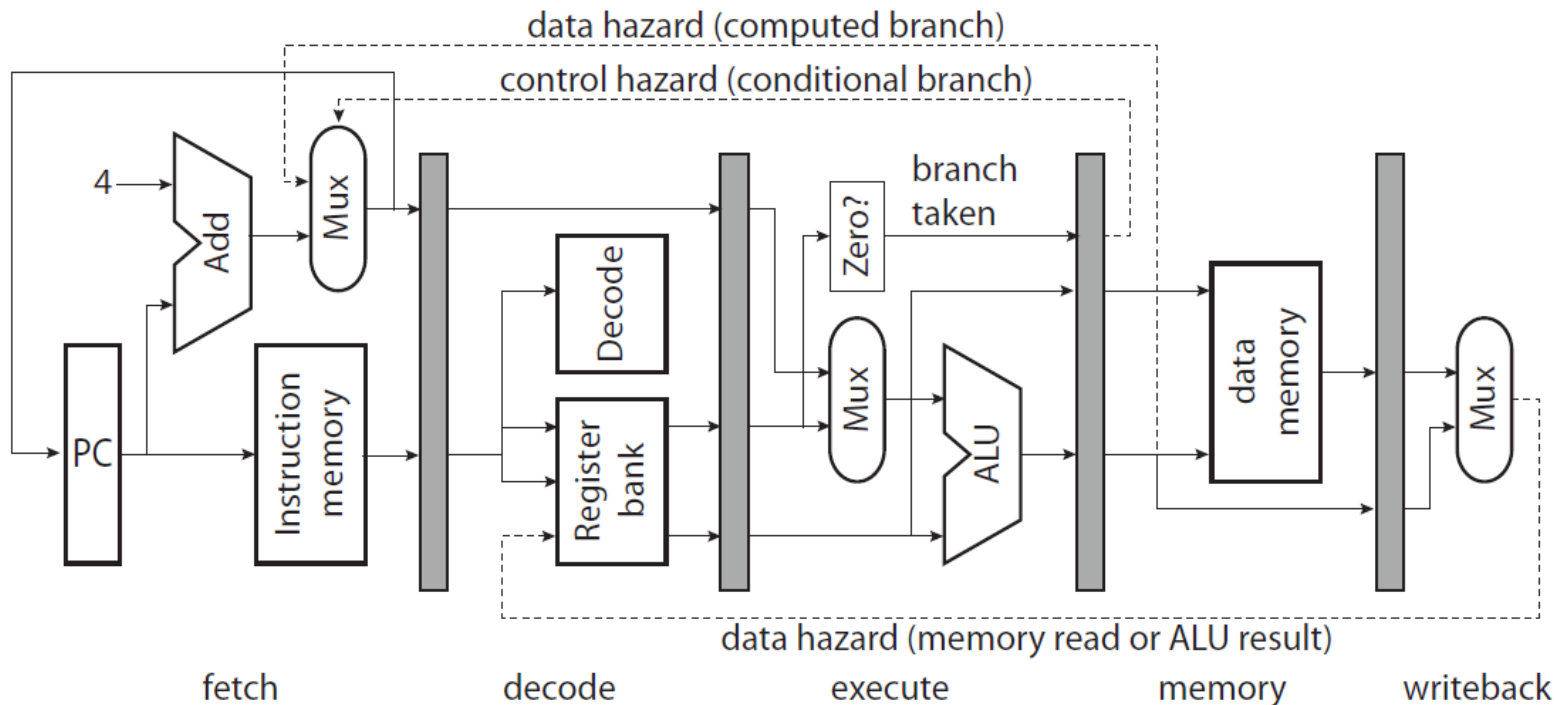 data hazard (computed branch)
control hazard (conditional branch)
4
Add
Mux
PC
Instruction
memory
Decode
Register
bank
Zero?
branch
taken
Mux
ALU
data
memory
Mux
data hazard (memory read or ALU result)
fetch
decode
execute
memory
writeback